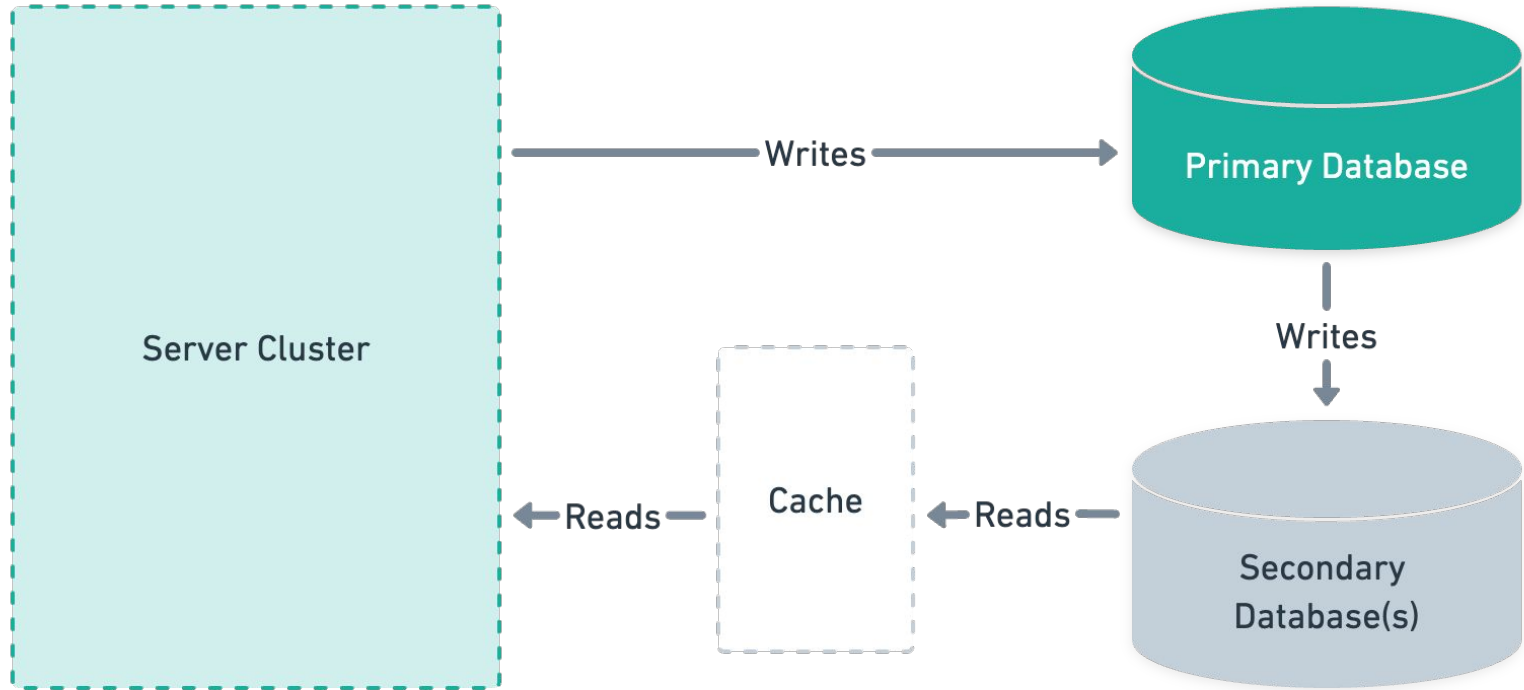 Writes
Primary Database
Server Cluster
Writes
Cache
Reads
Reads
Secondary
Database(s)